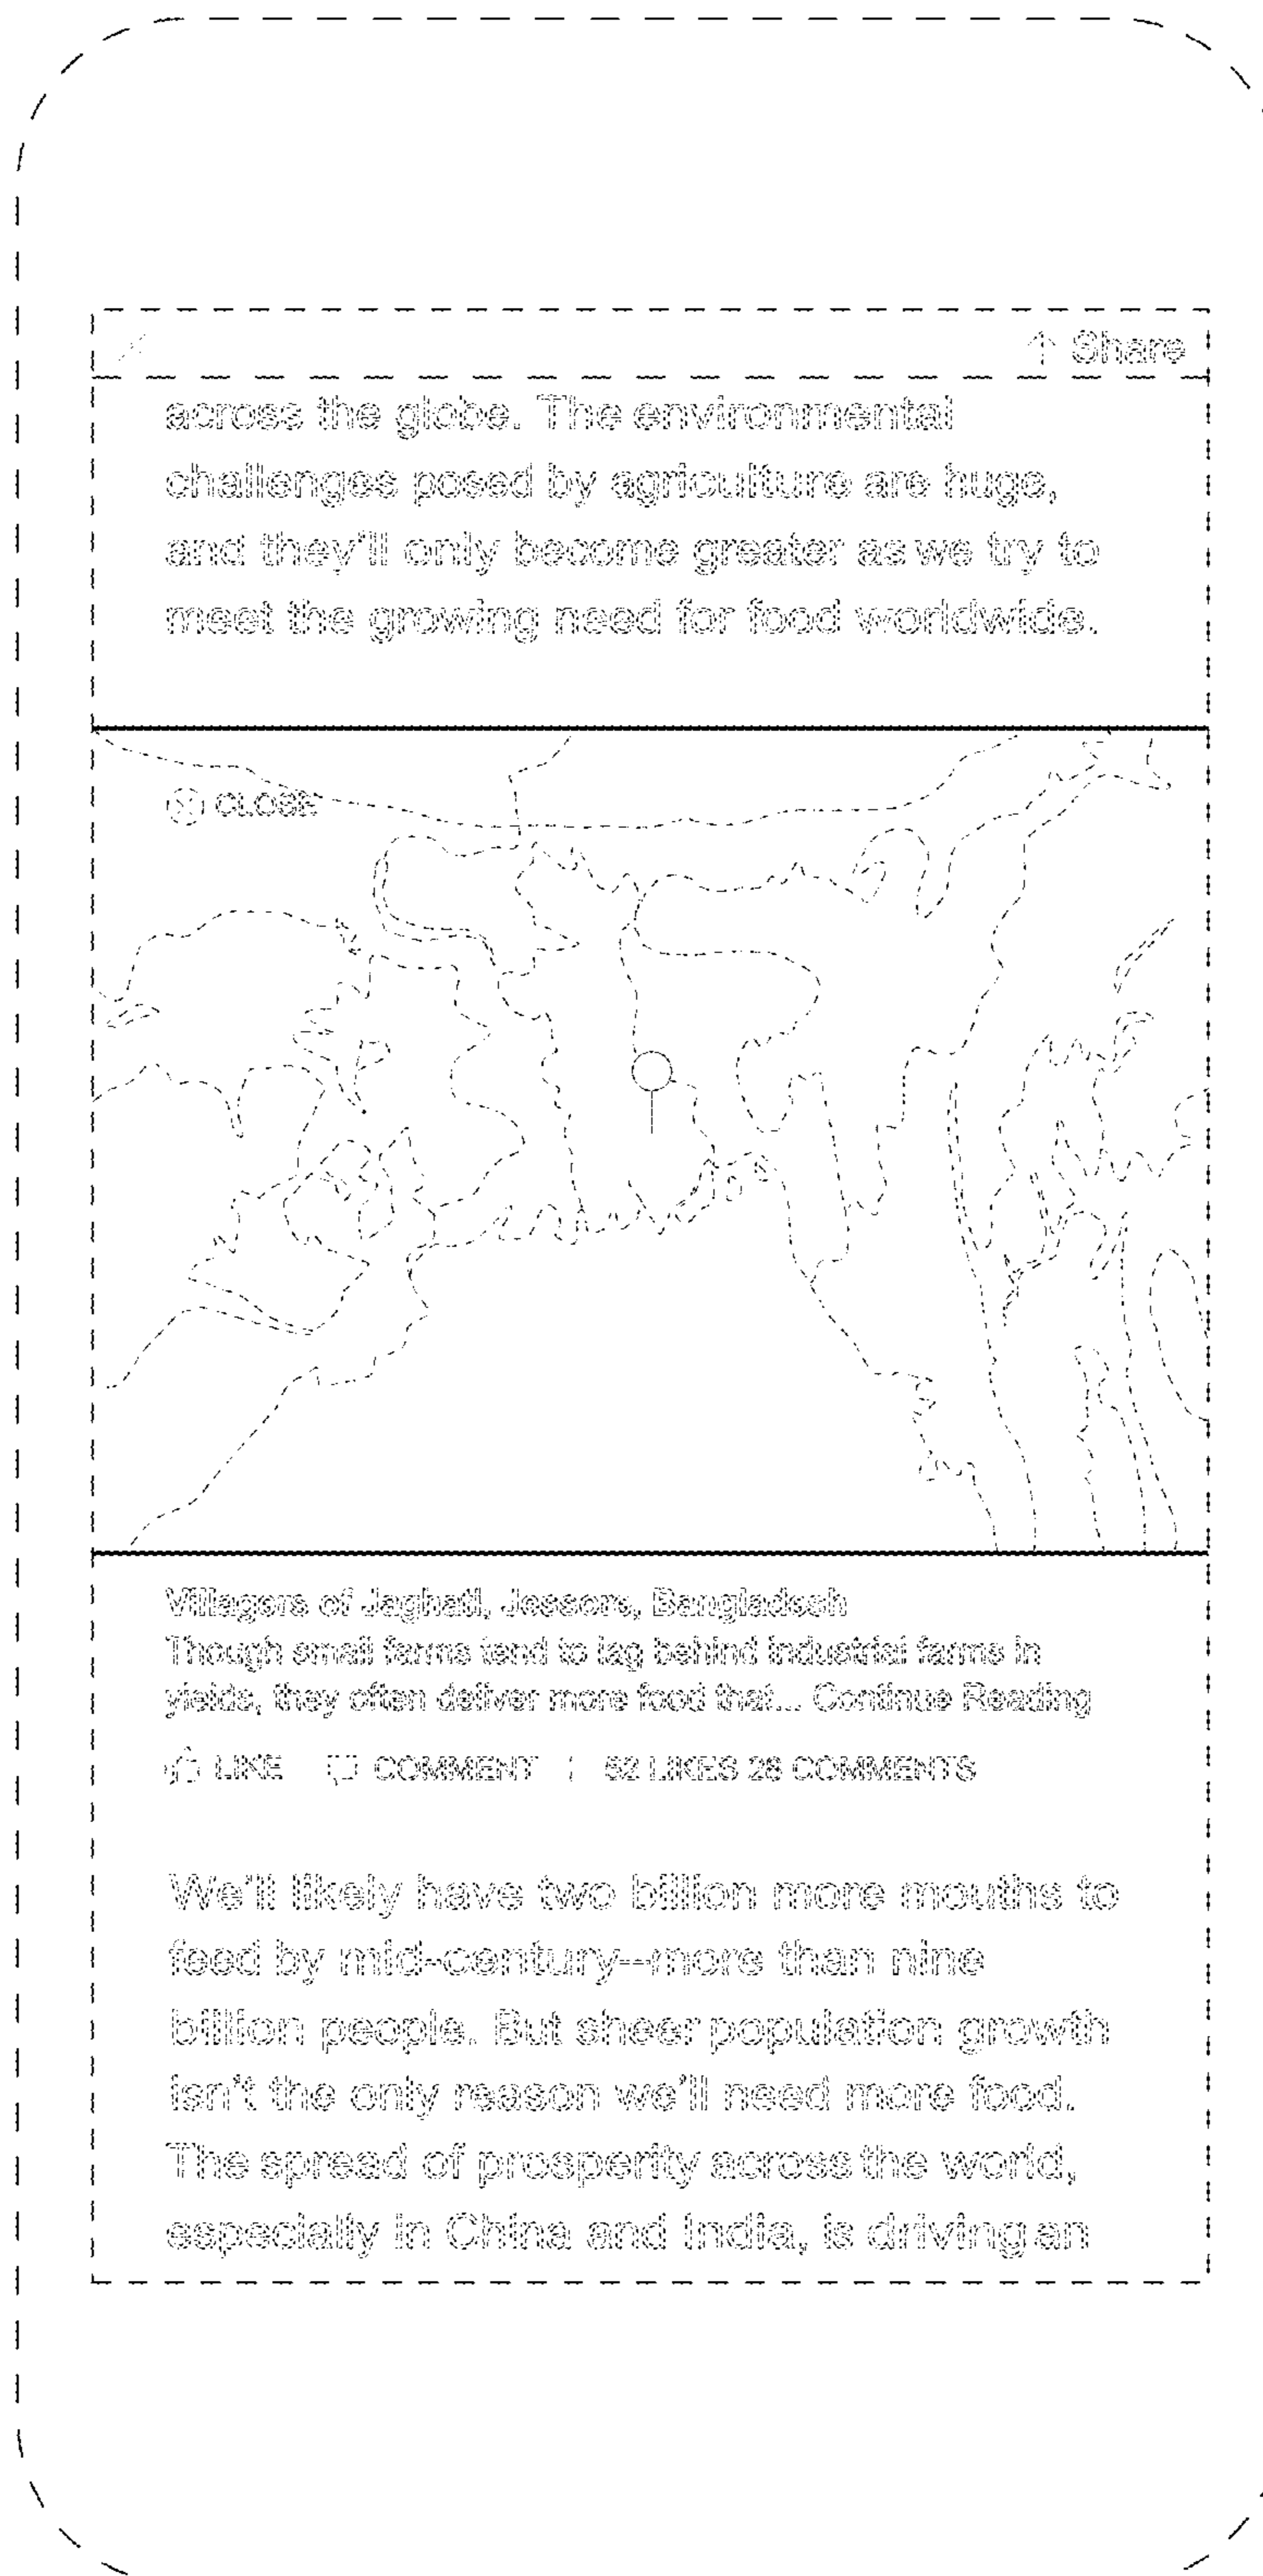 Share
across the globe. The environmental
challenges posed by agriculture are huge,
and they'll only become greater as we try to
meet the growing need for food worldwide.
CLOSE
Villagers of Jaghati, Jessore, Bangladesh
Though small farms tend to lag behind industrial farms in
yields, they often deliver more food that... Continue Reading
LIKE COMMENT | 52 LIKES 28 COMMENTS
We'll likely have two billion more mouths to
feed by mid-century--more than nine
billion people. But sheer population growth
isn't the only reason we'll need more food.
The spread of prosperity across the world,
especially in China and India, is driving an